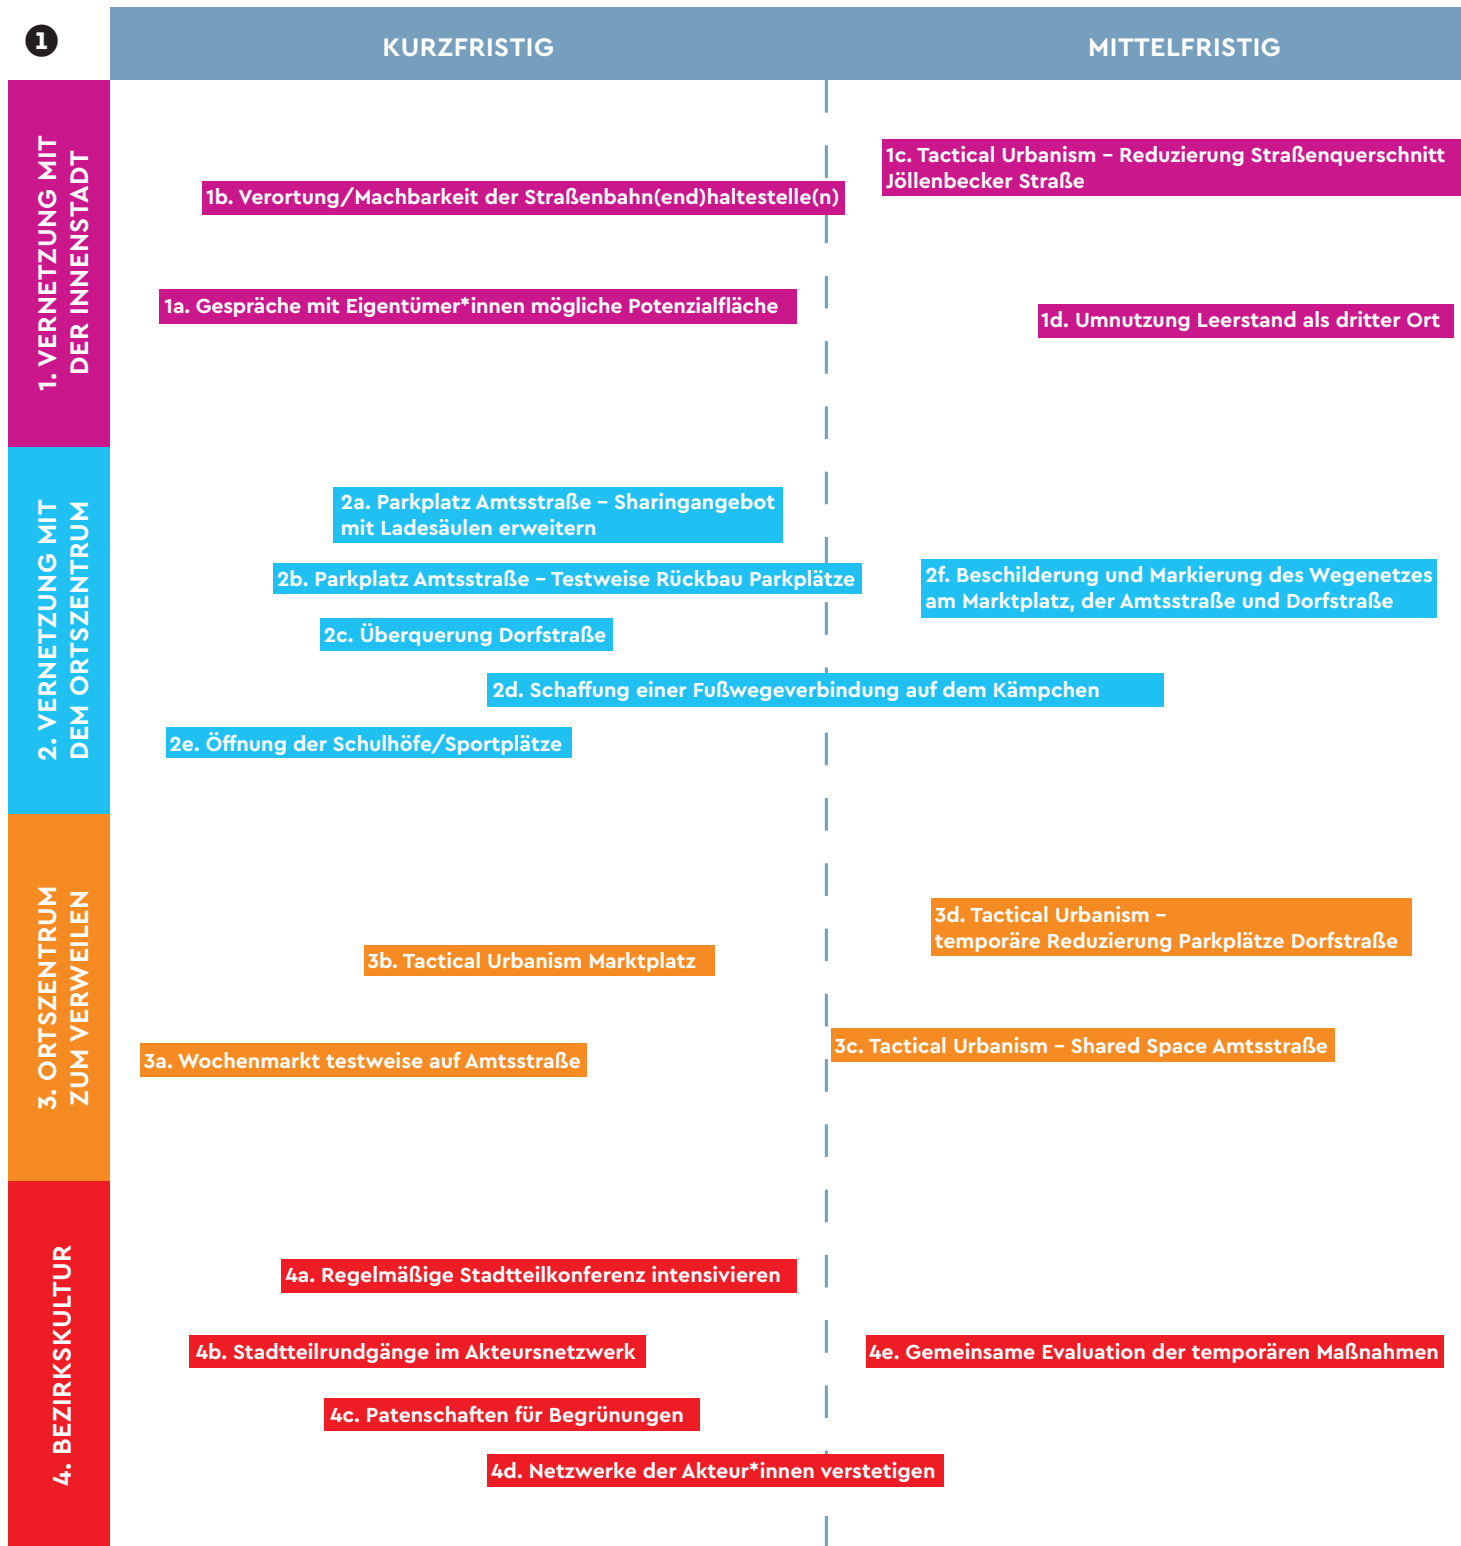 1
KURZFRISTIG
MITTELFRISTIG
1. VERNETZUNG MIT
DER INNENSTADT
1c. Tactical Urbanism – Reduzierung Straßenquerschnitt
Jöllenbecker Straße
1b. Verortung/Machbarkeit der Straßenbahn(end)haltestelle(n)
1a. Gespräche mit Eigentümer*innen mögliche Potenzialfläche
1d. Umnutzung Leerstand als dritter Ort
2. VERNETZUNG MIT
DEM ORTSZENTRUM
2a. Parkplatz Amtsstraße – Sharingangebot
mit Ladesäulen erweitern
2b. Parkplatz Amtsstraße – Testweise Rückbau Parkplätze
2f. Beschilderung und Markierung des Wegenetzes
am Marktplatz, der Amtsstraße und Dorfstraße
2c. Überquerung Dorfstraße
2d. Schaffung einer Fußwegeverbindung auf dem Kämpchen
2e. Öffnung der Schulhöfe/Sportplätze
3. ORTSZENTRUM
ZUM VERWEILEN
3d. Tactical Urbanism –
temporäre Reduzierung Parkplätze Dorfstraße
3b. Tactical Urbanism Marktplatz
3c. Tactical Urbanism – Shared Space Amtsstraße
3a. Wochenmarkt testweise auf Amtsstraße
4. BEZIRKSKULTUR
4a. Regelmäßige Stadtteilkonferenz intensivieren
4b. Stadtteilrundgänge im Akteursnetzwerk
4e. Gemeinsame Evaluation der temporären Maßnahmen
4c. Patenschaften für Begrünungen
4d. Netzwerke der Akteur*innen verstetigen